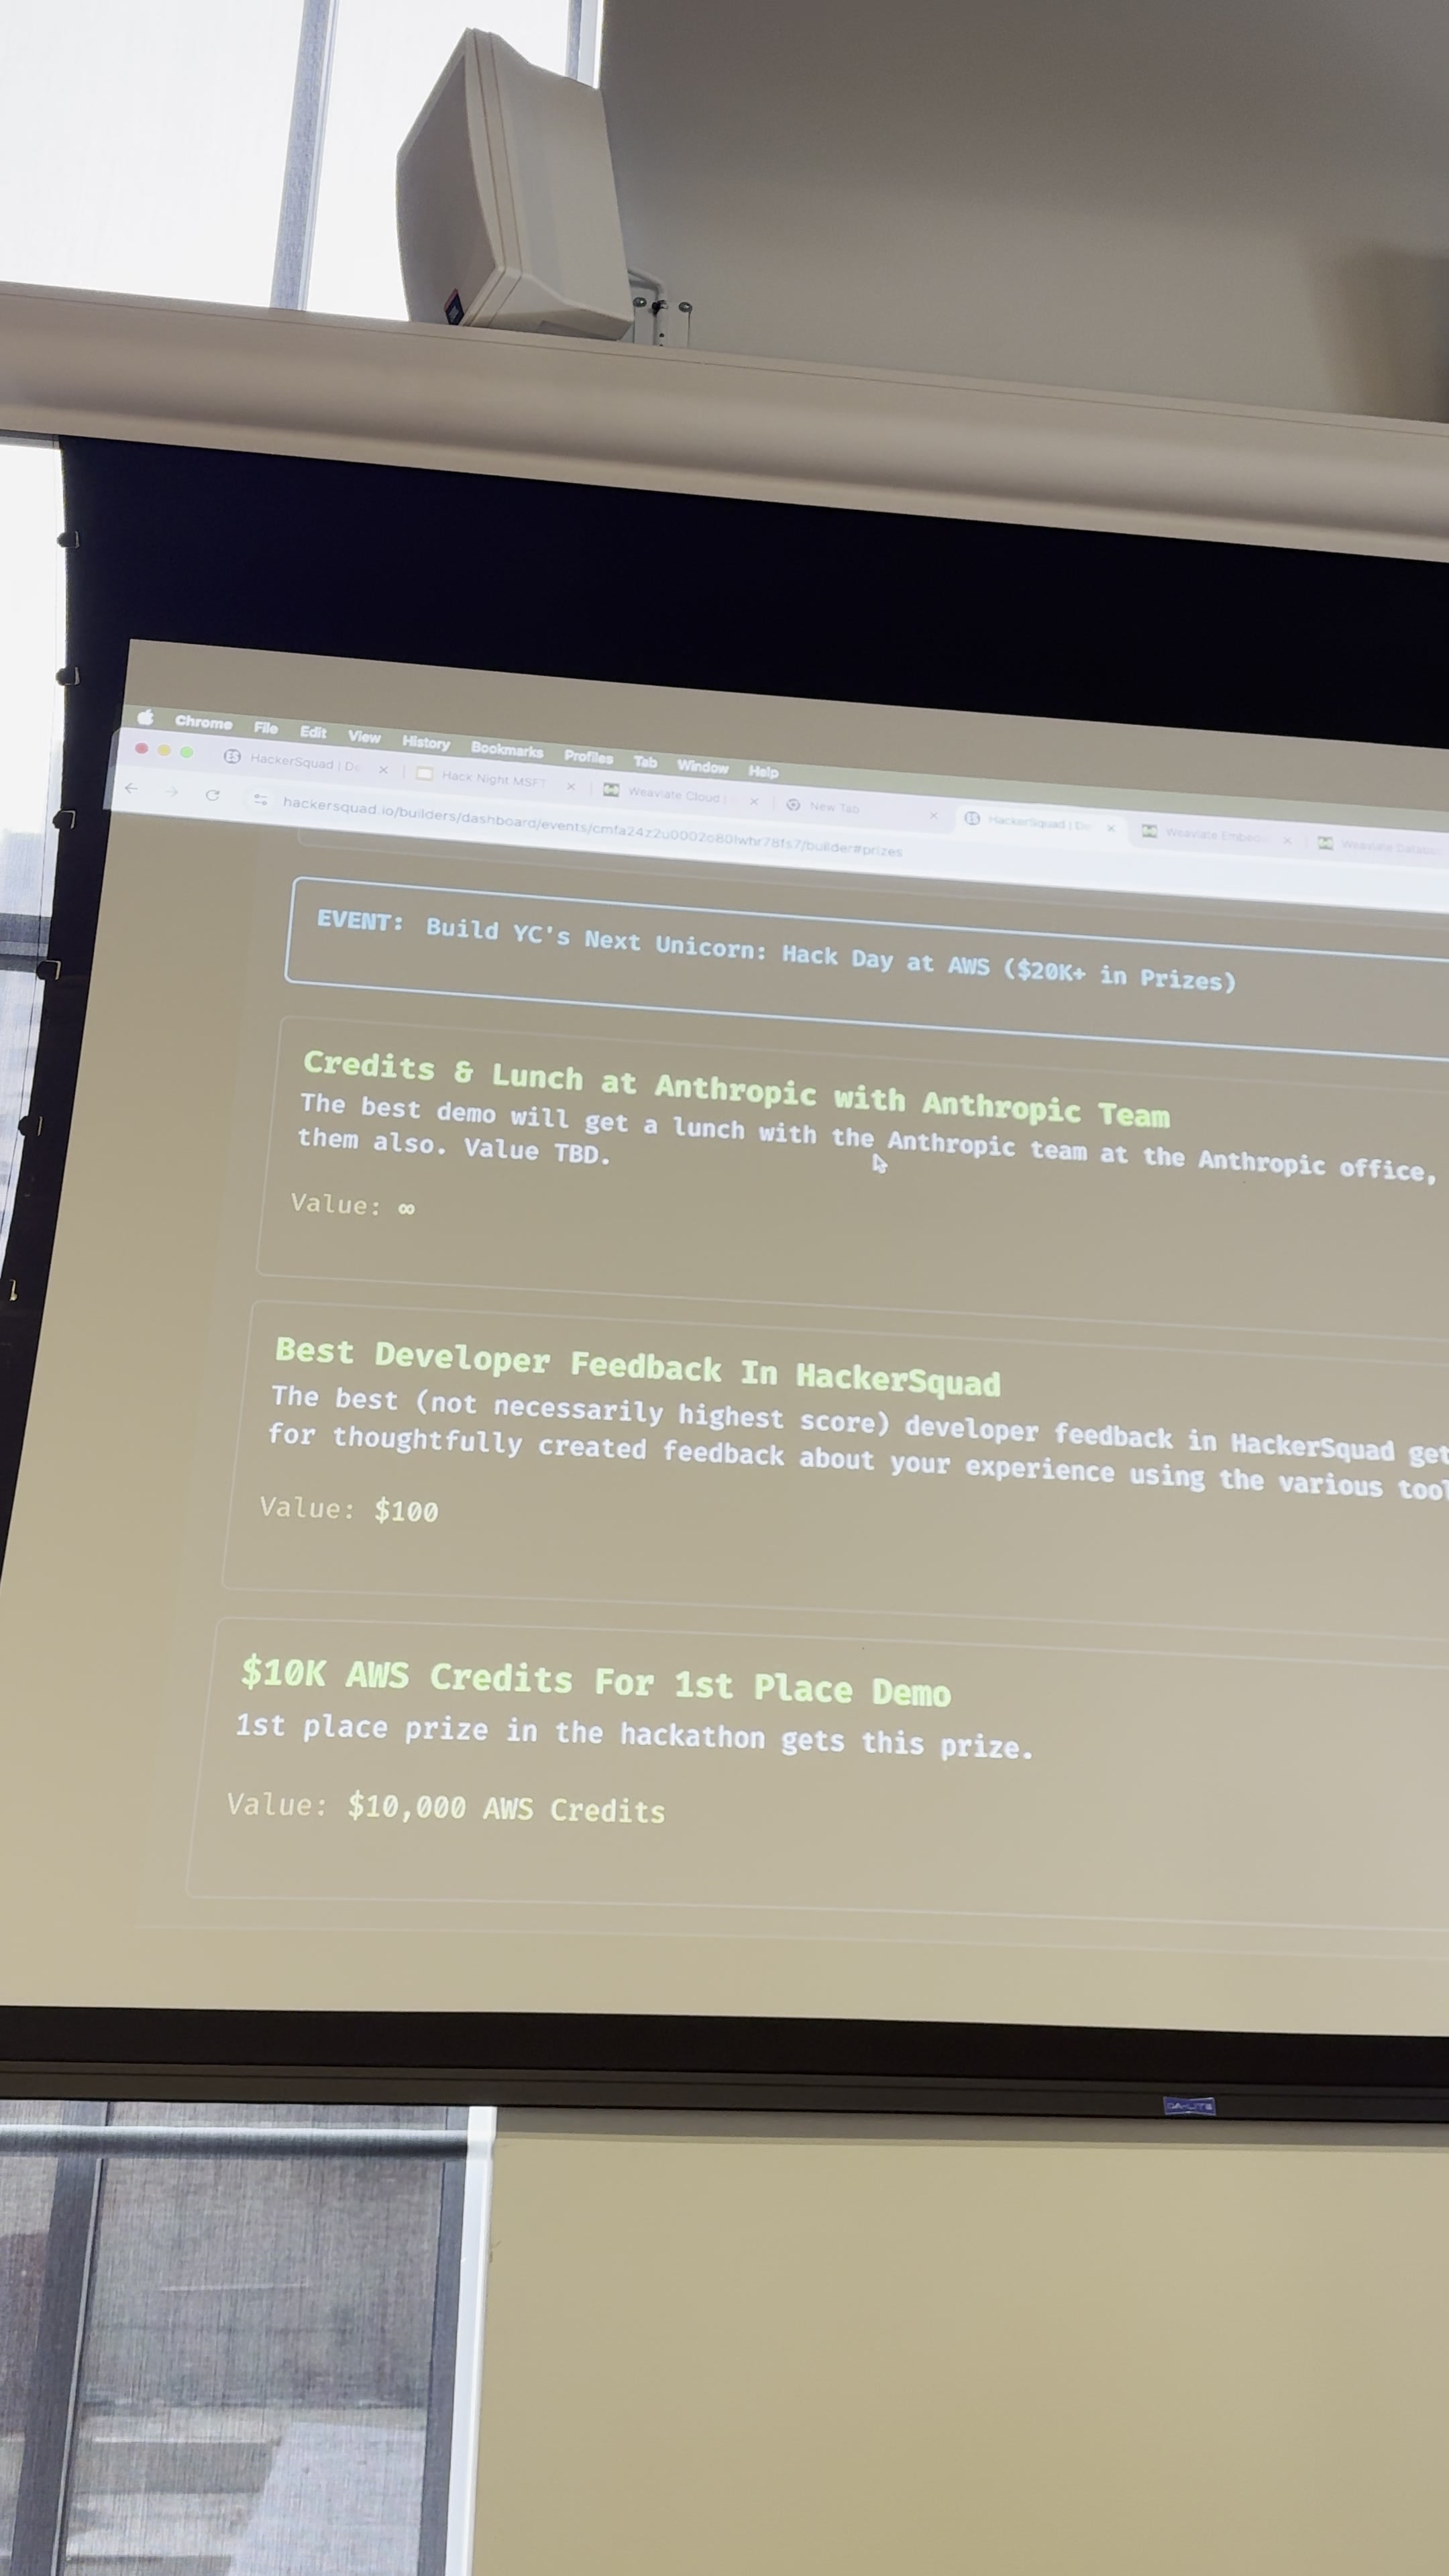 Chrome File Edit View History Bookmarks Profiles Tab Window Help
HackerSquad | De
Hack Night MSFT
Weaviate Cloud
New Tab
HackerSquad | De
Weaviate Embed
Weaviate Databa
hackersquad.io/builders/dashboard/events/cmfa24z2u0002o80lwhr78fs7/builder#prizes
EVENT: Build YC's Next Unicorn: Hack Day at AWS ($20K+ in Prizes)
Credits & Lunch at Anthropic with Anthropic Team
The best demo will get a lunch with the Anthropic team at the Anthropic office,
them also. Value TBD.
Value: ∞
Best Developer Feedback In HackerSquad
The best (not necessarily highest score) developer feedback in HackerSquad get
for thoughtfully created feedback about your experience using the various tool
Value: $100
$10K AWS Credits For 1st Place Demo
1st place prize in the hackathon gets this prize.
Value: $10,000 AWS Credits
DA-LITE